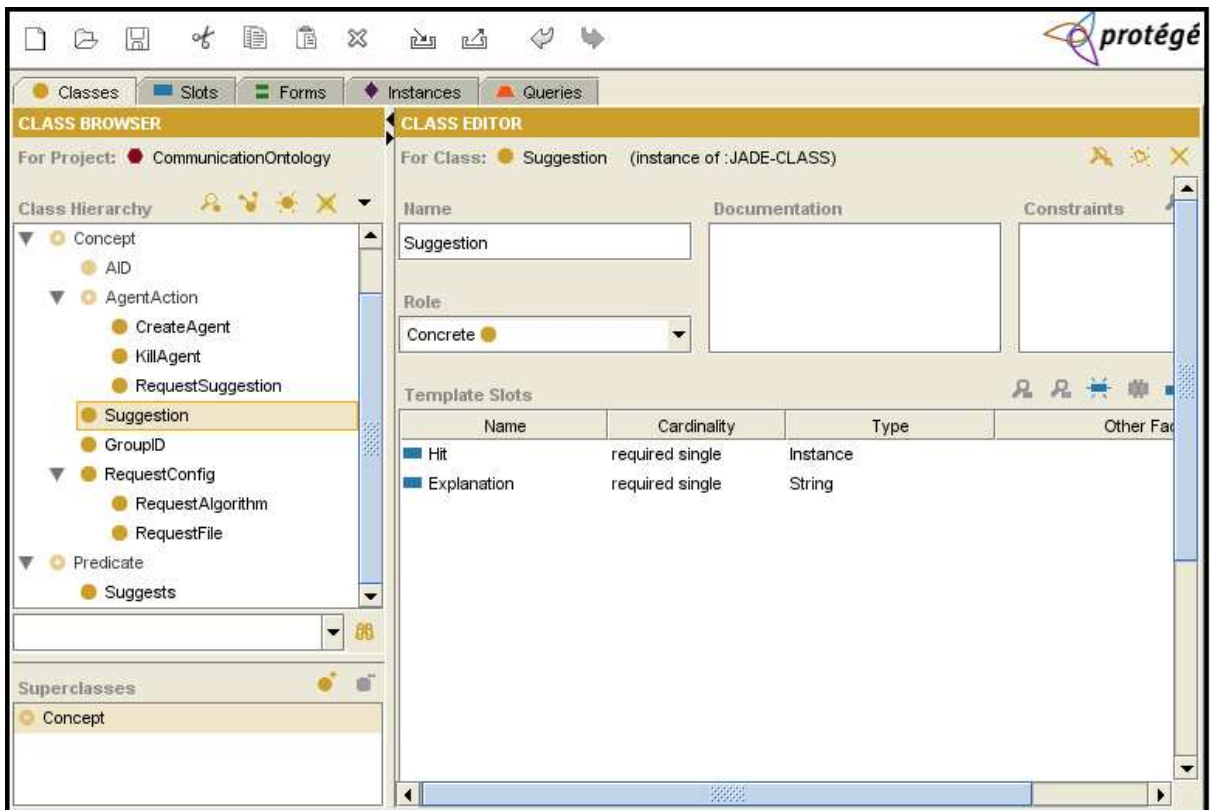 protégé
Classes Slots Forms Instances Queries
CLASS BROWSER
For Project: CommunicationOntology
Class Hierarchy
Concept
AID
AgentAction
CreateAgent
KillAgent
RequestSuggestion
Suggestion
GroupID
RequestConfig
RequestAlgorithm
RequestFile
Predicate
Suggests
Superclasses
Concept
CLASS EDITOR
For Class: Suggestion (instance of :JADE-CLASS)
Name Documentation Constraints
Suggestion
Role
Concrete
Template Slots
Name Cardinality Type Other Fac
Hit required single Instance
Explanation required single String